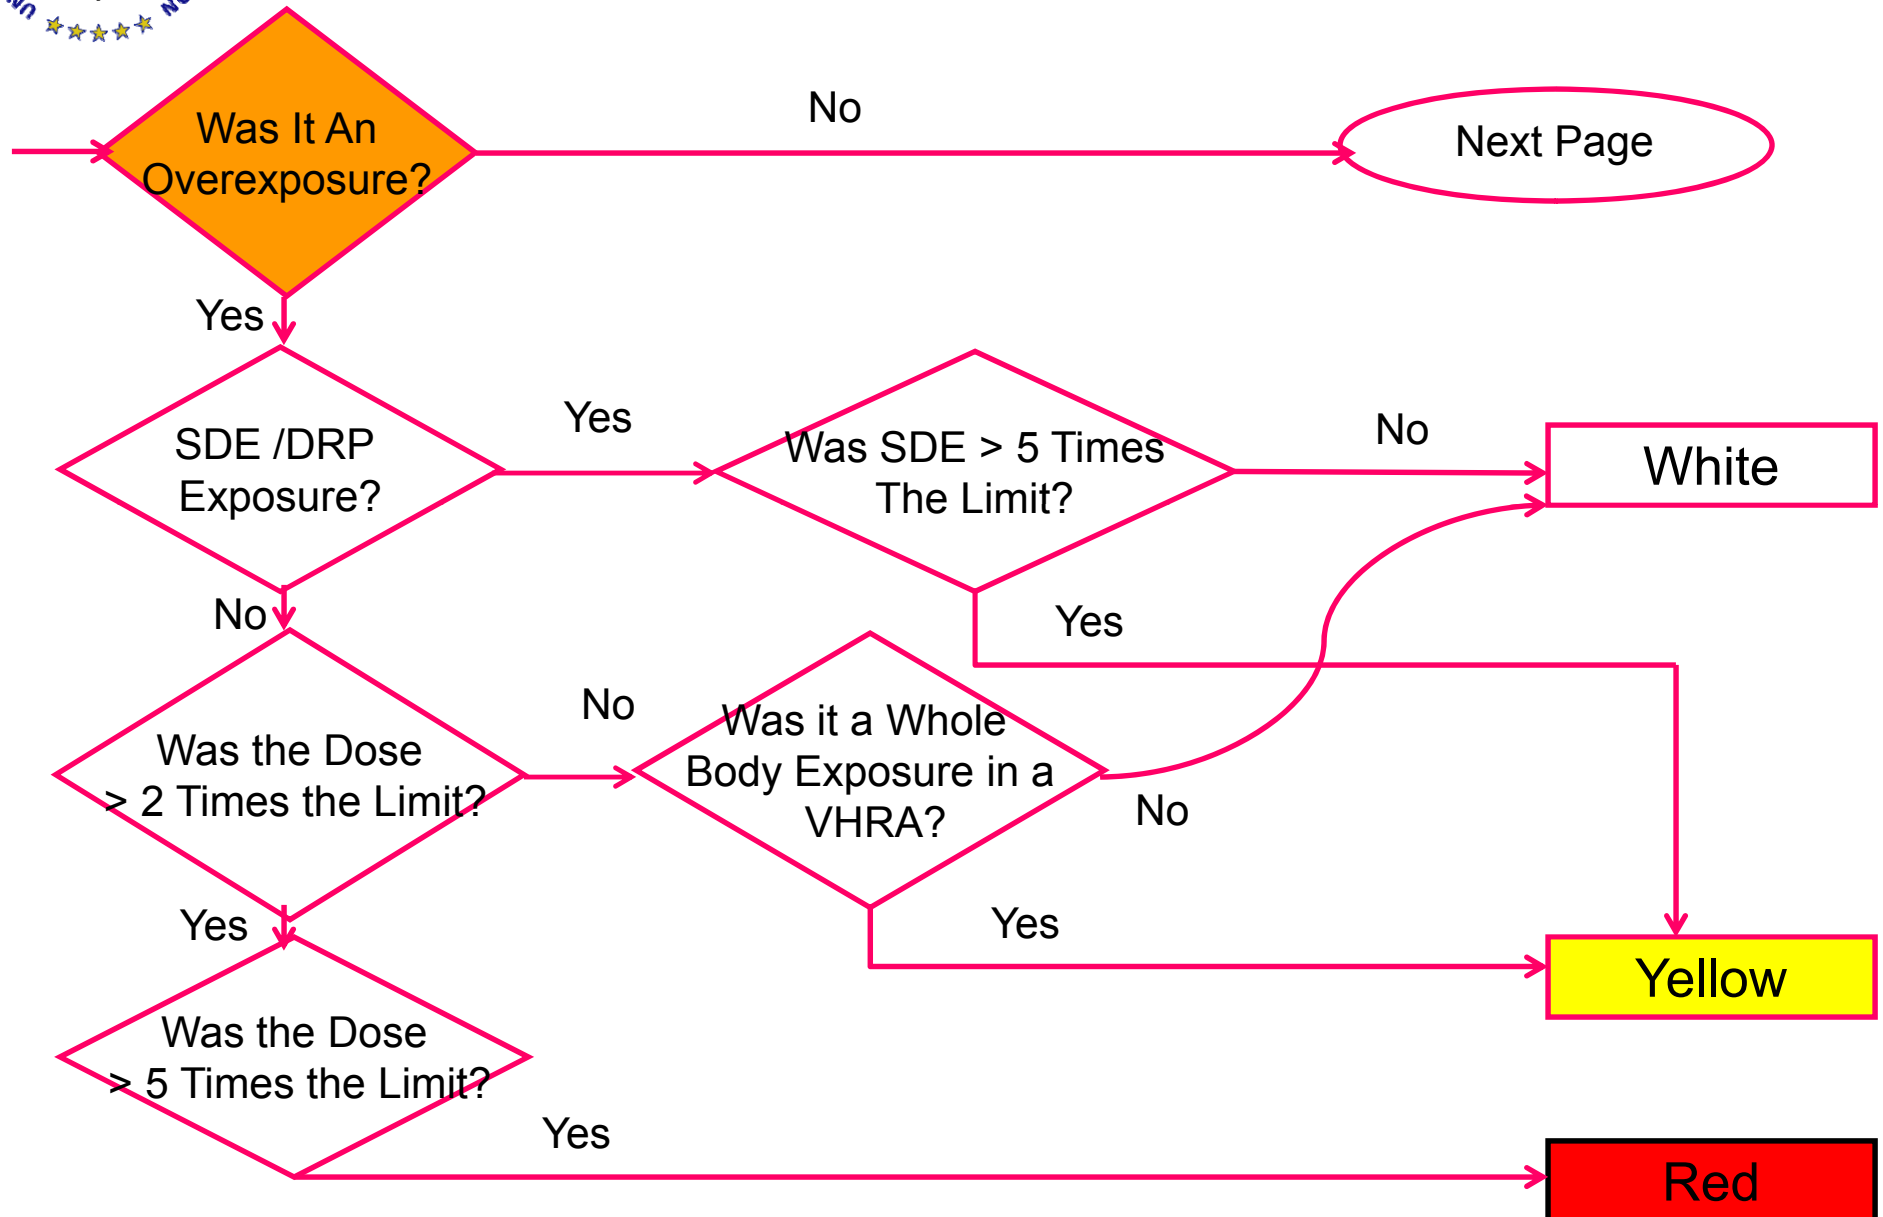 Was It An
Overexposure?
No
Next Page
Yes
SDE /DRP
Exposure?
Yes
Was SDE > 5 Times
The Limit?
No
White
No
Yes
Was the Dose
> 2 Times the Limit?
No
Was it a Whole
Body Exposure in a
VHRA?
No
Yes
Yes
Yellow
Was the Dose
> 5 Times the Limit?
Yes
Red